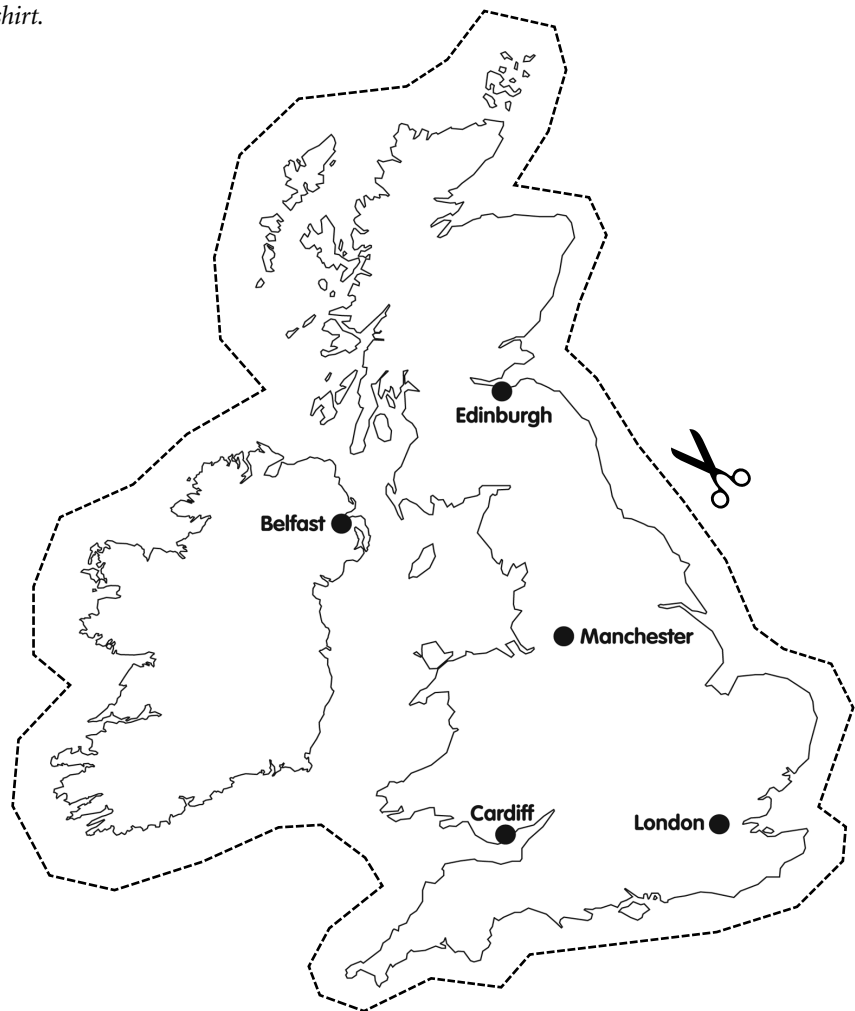 shirt.
Edinburgh
Belfast
Manchester
Cardiff
London